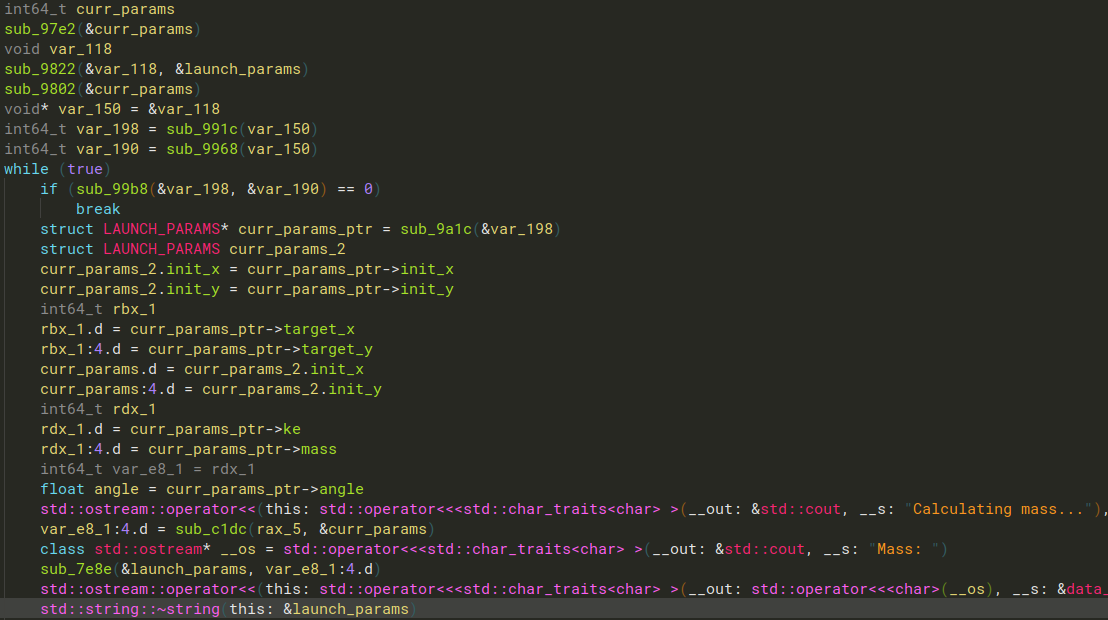 int64_t curr_params
sub_97e2(&curr_params)
void var_118
sub_9822(&var_118, &launch_params)
sub_9802(&curr_params)
void* var_150 = &var_118
int64_t var_198 = sub_991c(var_150)
int64_t var_190 = sub_9968(var_150)
while (true)
if (sub_99b8(&var_198, &var_190) == 0)
break
struct LAUNCH_PARAMS* curr_params_ptr = sub_9a1c(&var_198)
struct LAUNCH_PARAMS curr_params_2
curr_params_2.init_x = curr_params_ptr->init_x
curr_params_2.init_y = curr_params_ptr->init_y
int64_t rbx_1
rbx_1.d = curr_params_ptr->target_x
rbx_1:4.d = curr_params_ptr->target_y
curr_params.d = curr_params_2.init_x
curr_params:4.d = curr_params_2.init_y
int64_t rdx_1
rdx_1.d = curr_params_ptr->ke
rdx_1:4.d = curr_params_ptr->mass
int64_t var_e8_1 = rdx_1
float angle = curr_params_ptr->angle
std::ostream::operator<<(this: std::operator<<<std::char_traits<char> >(__out: &std::cout, __s: "Calculating mass..."),
var_e8_1:4.d = sub_c1dc(rax_5, &curr_params)
class std::ostream* __os = std::operator<<<std::char_traits<char> >(__out: &std::cout, __s: "Mass: ")
sub_7e8e(&launch_params, var_e8_1:4.d)
std::ostream::operator<<(this: std::operator<<<std::char_traits<char> >(__out: std::operator<<<char>(__os), __s: &data_
std::string::~string(this: &launch_params)